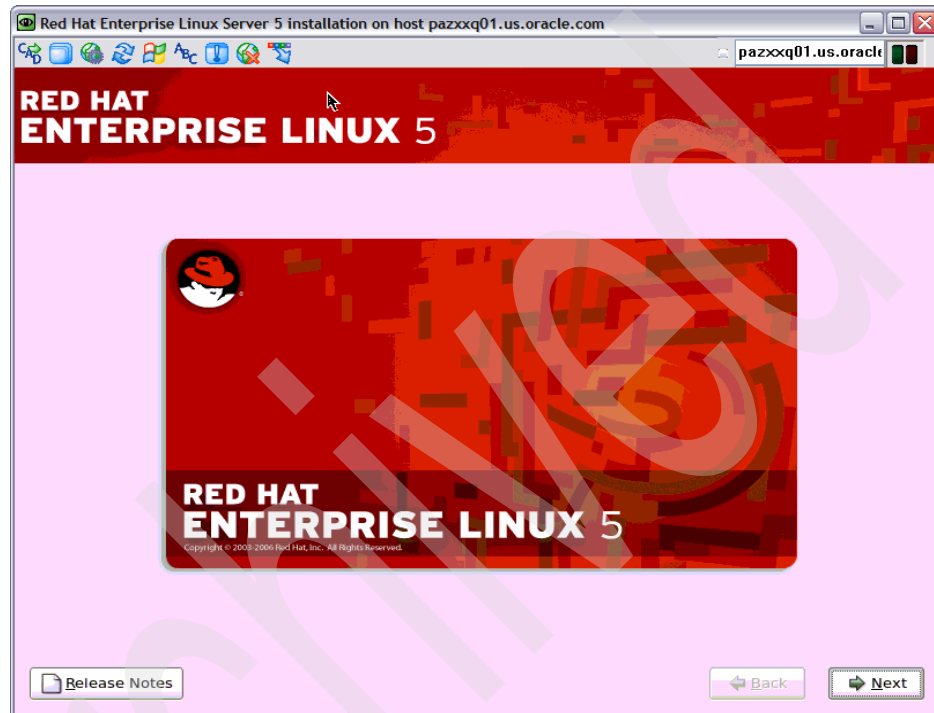 Red Hat Enterprise Linux Server 5 installation on host pazxxq01.us.oracle.com
pazxxq01.us.oracle
RED HAT
ENTERPRISE LINUX 5
RED HAT
ENTERPRISE LINUX 5
Copyright © 2003-2006 Red Hat, Inc. All Rights Reserved.
Release Notes
Back
Next